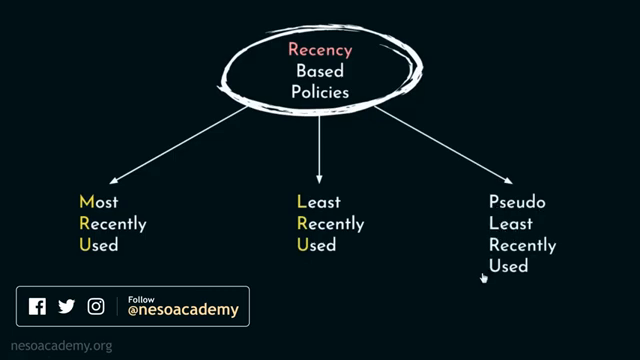 Recency
Based
Policies
Most
Recently
Used
Least
Recently
Used
Pseudo
Least
Recently
Used
Follow
@nesoacademy
nesoacademy.org